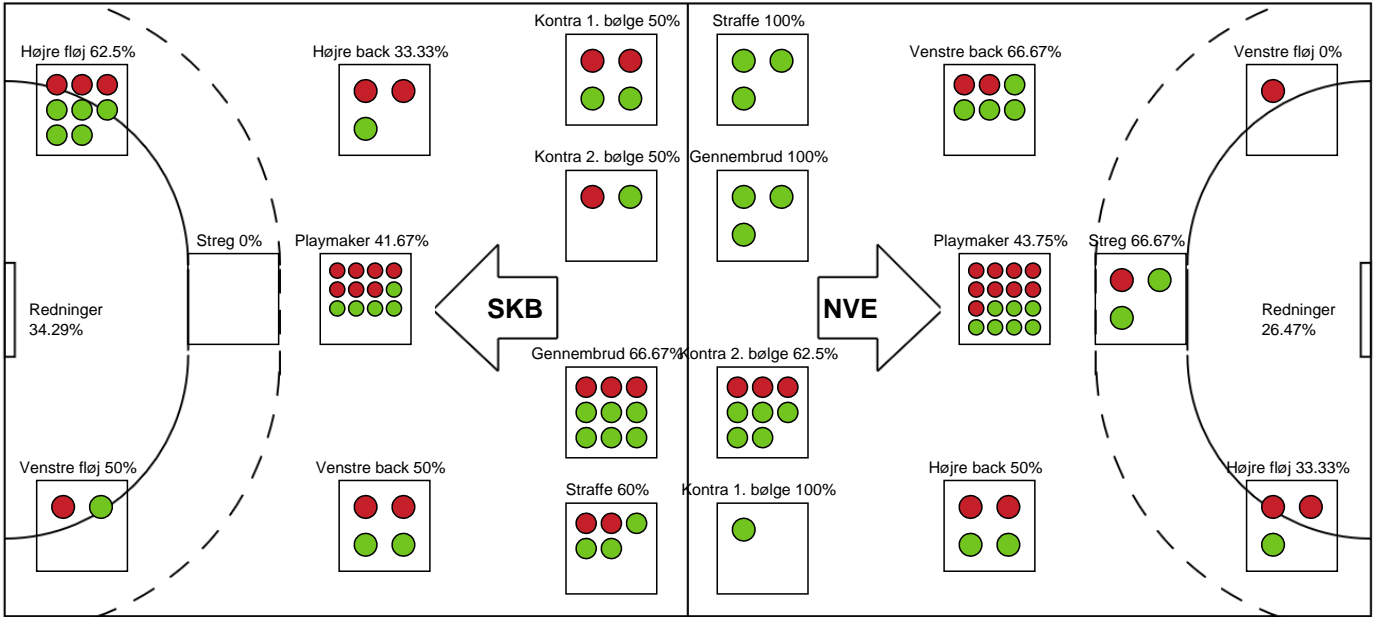 Kontra 1. bølge 50%
Straffe 100%
Højre fløj 62.5%
Højre back 33.33%
Venstre back 66.67%
Venstre fløj 0%
Kontra 2. bølge 50%
Gennembrud 100%
Streg 0%
Playmaker 41.67%
Playmaker 43.75%
Streg 66.67%
Redninger
34.29%
SKB
NVE
Redninger
26.47%
Gennembrud 66.67%
Kontra 2. bølge 62.5%
Venstre fløj 50%
Venstre back 50%
Straffe 60%
Kontra 1. bølge 100%
Højre back 50%
Højre fløj 33.33%